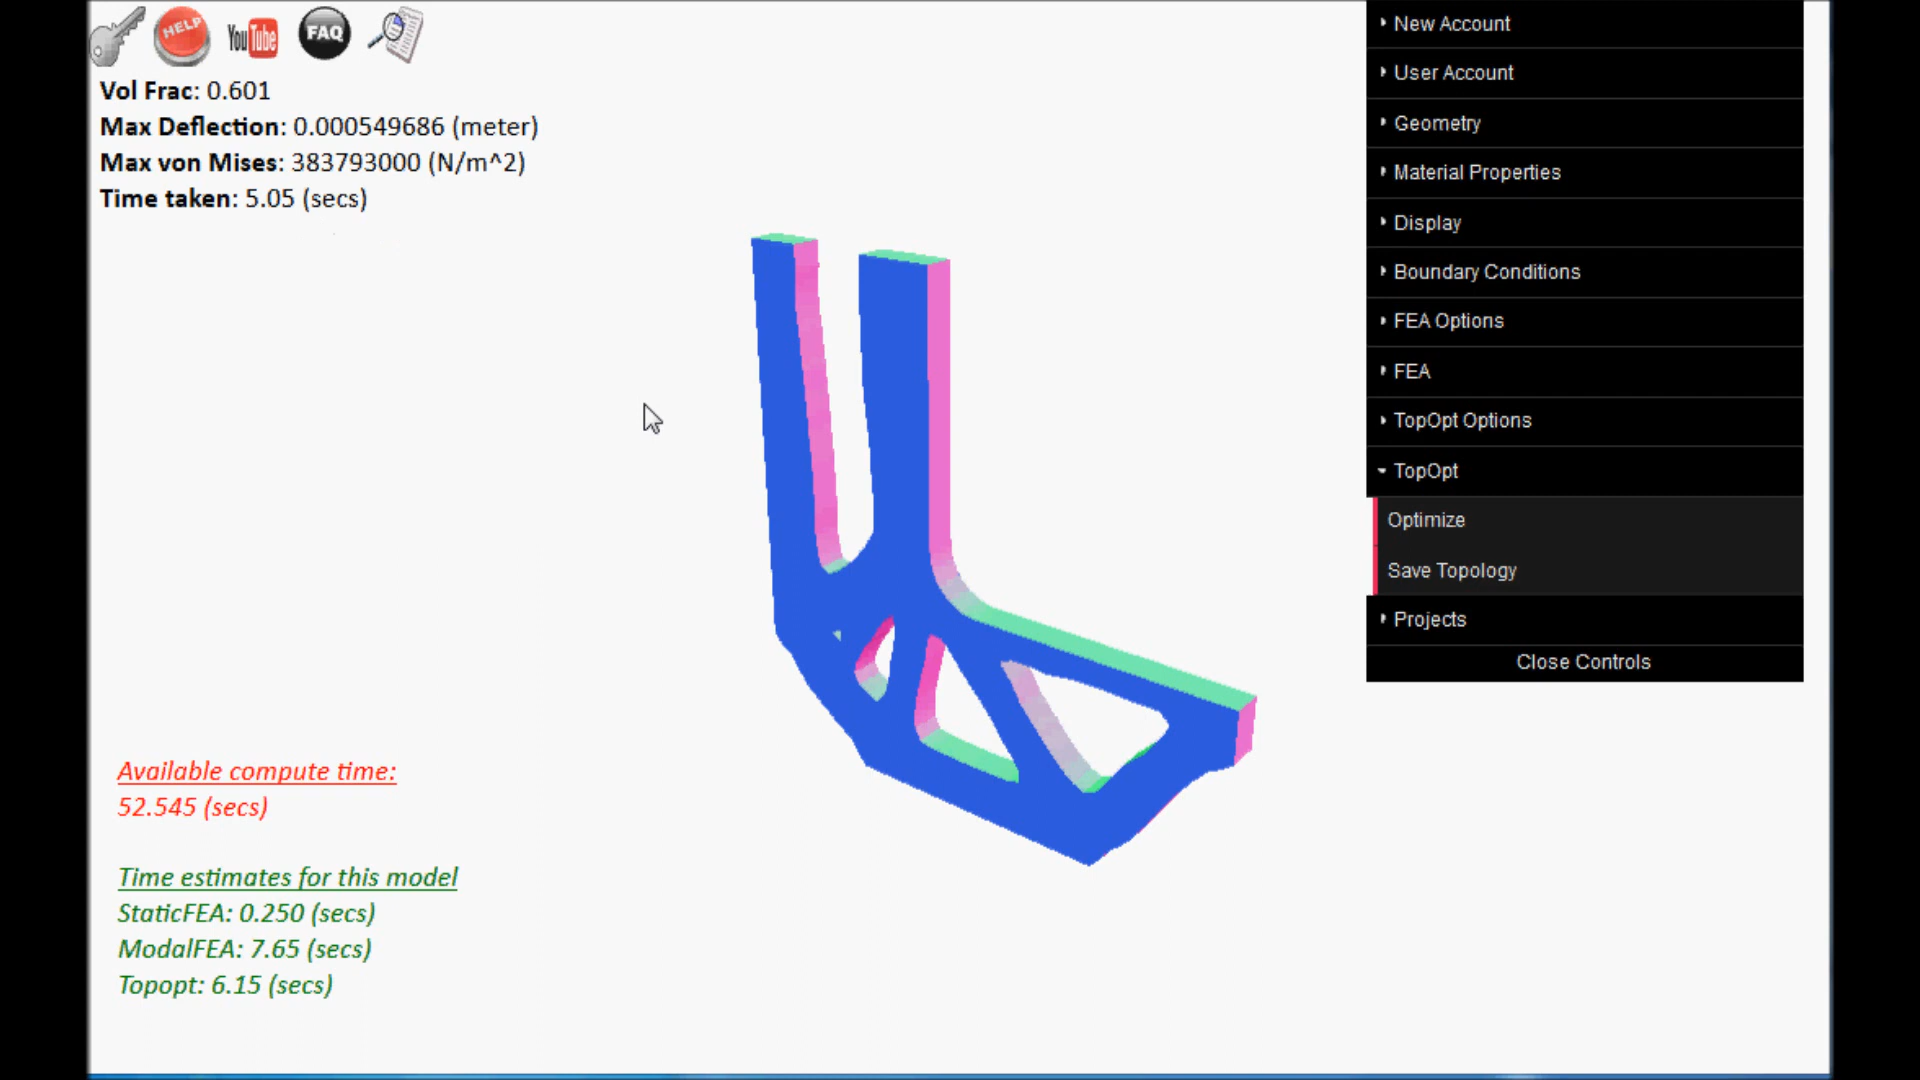 HELP
YouTube
FAQ
Vol Frac: 0.601
Max Deflection: 0.000549686 (meter)
Max von Mises: 383793000 (N/m^2)
Time taken: 5.05 (secs)
Available compute time:
52.545 (secs)
Time estimates for this model
StaticFEA: 0.250 (secs)
ModalFEA: 7.65 (secs)
Topopt: 6.15 (secs)
New Account
User Account
Geometry
Material Properties
Display
Boundary Conditions
FEA Options
FEA
TopOpt Options
TopOpt
Optimize
Save Topology
Projects
Close Controls